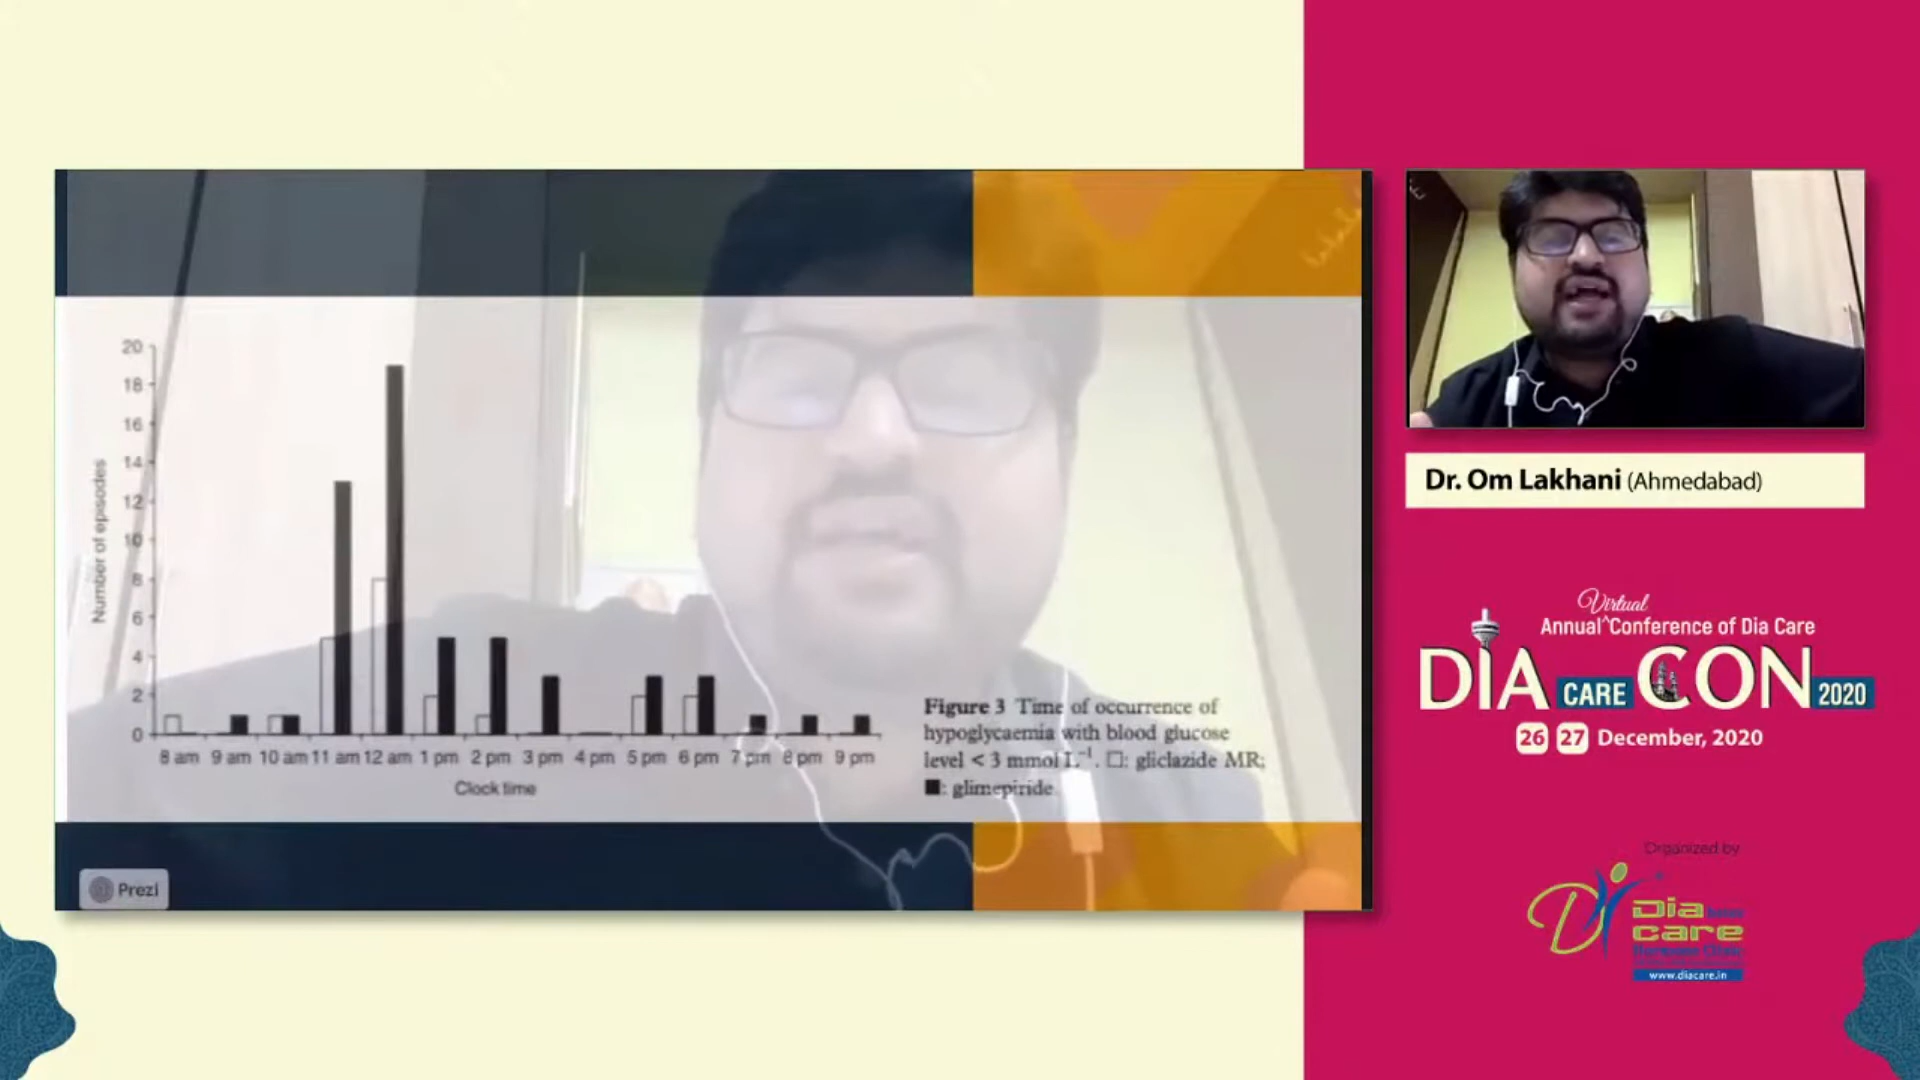 20
18
16
14
12
10
8
6
4
2
0
Number of episodes
8 am 9 am 10 am 11 am 12 am 1 pm 2 pm 3 pm 4 pm 5 pm 6 pm 7 pm 8 pm 9 pm
Clock time
Figure 3 Time of occurrence of
hypoglycaemia with blood glucose
level < 3 mmol L⁻¹. □: gliclazide MR;
■: glimepiride.
Prezi
Dr. Om Lakhani (Ahmedabad)
Virtual
Annual^Conference of Dia Care
DIA CARE CON 2020
26 27 December, 2020
Organized by
Dia
care
www.diacare.in